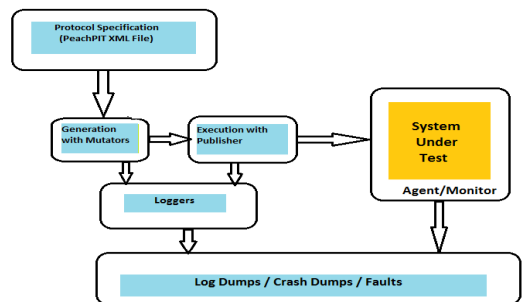 Protocol Specification
(PeachPIT XML File)
Generation
with Mutators
Execution with
Publisher
System
Under
Test
Agent/Monitor
Loggers
Log Dumps / Crash Dumps / Faults